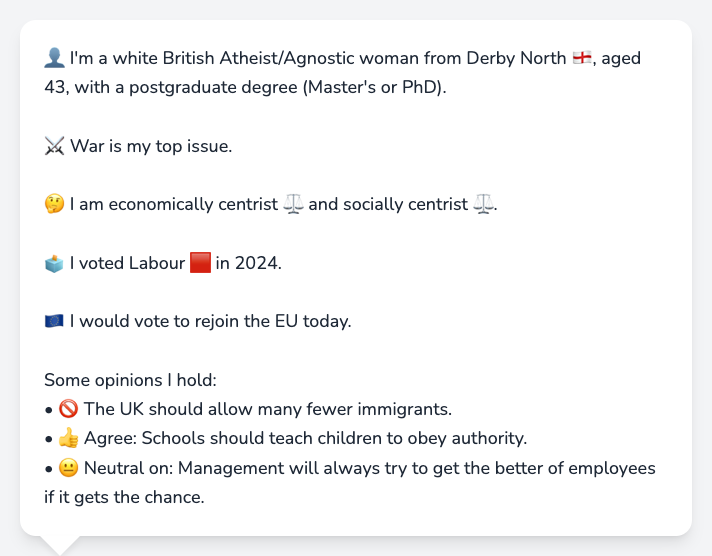 👤 I'm a white British Atheist/Agnostic woman from Derby North 🏴󠁧󠁢󠁥󠁮󠁧󠁿, aged
43, with a postgraduate degree (Master's or PhD).
⚔️ War is my top issue.
🤔 I am economically centrist ⚖️ and socially centrist ⚖️.
🗳️ I voted Labour 🟥 in 2024.
🇪🇺 I would vote to rejoin the EU today.
Some opinions I hold:
• 🚫 The UK should allow many fewer immigrants.
• 👍 Agree: Schools should teach children to obey authority.
• 😐 Neutral on: Management will always try to get the better of employees
if it gets the chance.